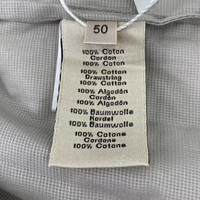 50
100% Coton
Cordon
100% Coton
100% Cotton
Drawstring
100% Cotton
100% Algodón
Cordón
100% Algodón
100% Baumwolle
Kordel
100% Baumwolle
100% Cotone
Cordone
100% Cotone